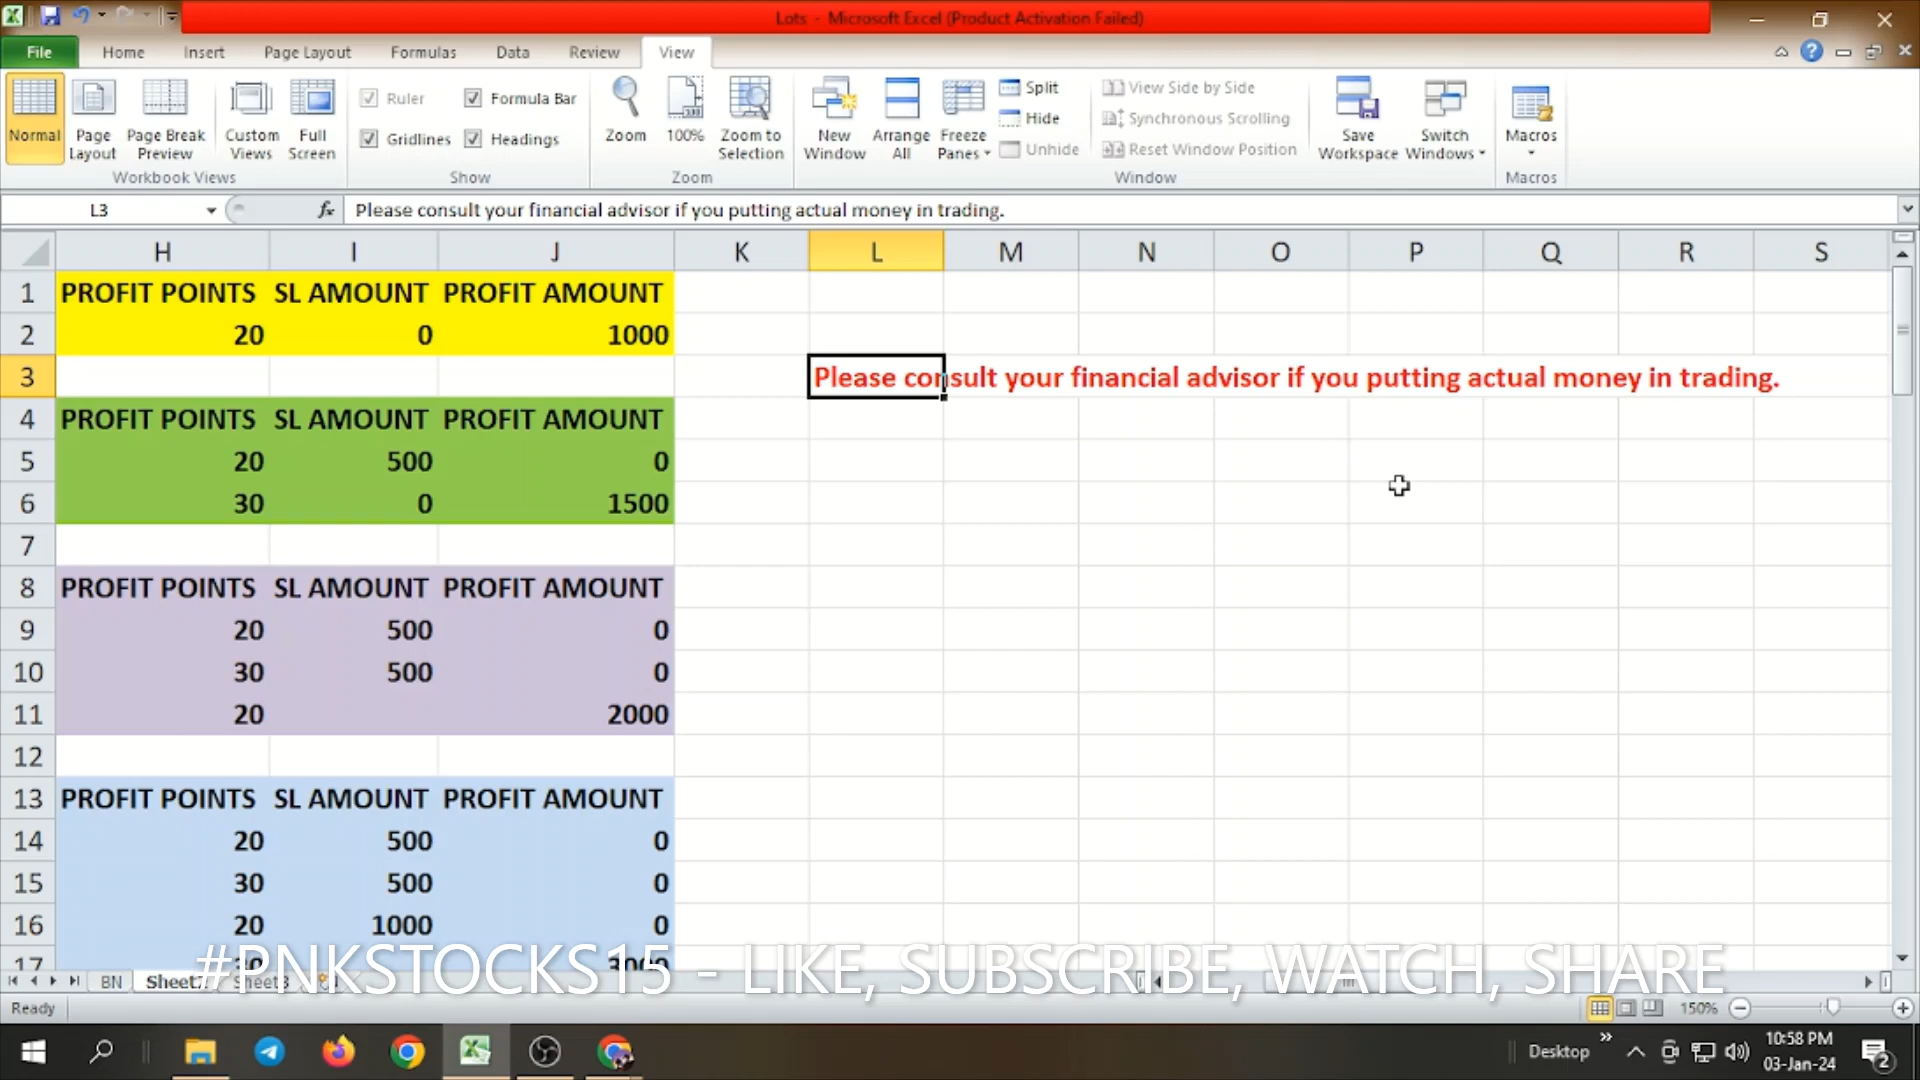 Lots - Microsoft Excel (Product Activation Failed)
File Home Insert Page Layout Formulas Data Review View
Normal Page Layout Page Break Preview Custom Views Full Screen
Workbook Views
Ruler Formula Bar
Gridlines Headings
Show
Zoom 100% Zoom to Selection
Zoom
New Window Arrange All Freeze Panes
Split
Hide
Unhide
View Side by Side
Synchronous Scrolling
Reset Window Position
Save Workspace Switch Windows
Window
Macros
Macros
L3 fx Please consult your financial advisor if you putting actual money in trading.
H I J K L M N O P Q R S
1 PROFIT POINTS SL AMOUNT PROFIT AMOUNT
2 20 0 1000
3 Please consult your financial advisor if you putting actual money in trading.
4 PROFIT POINTS SL AMOUNT PROFIT AMOUNT
5 20 500 0
6 30 0 1500
7
8 PROFIT POINTS SL AMOUNT PROFIT AMOUNT
9 20 500 0
10 30 500 0
11 20 2000
12
13 PROFIT POINTS SL AMOUNT PROFIT AMOUNT
14 20 500 0
15 30 500 0
16 20 1000 0
17 30 3000
#PNKSTOCKS15 - LIKE, SUBSCRIBE, WATCH, SHARE
BN Sheet3
Ready 150%
Desktop 10:58 PM
03-Jan-24
2